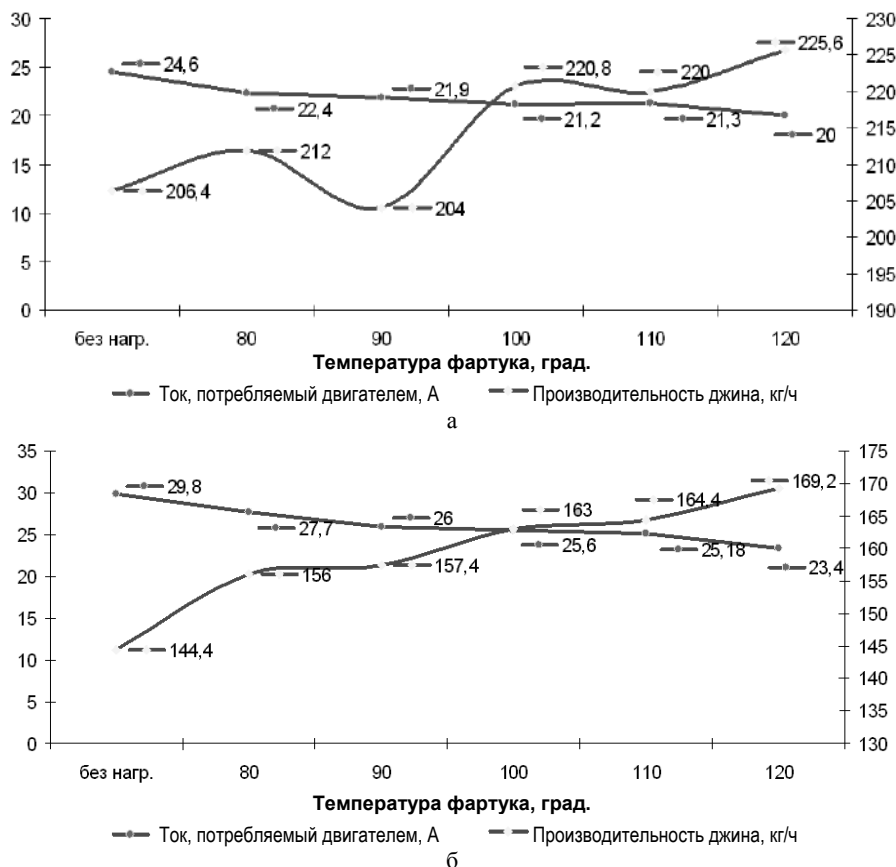 30 230
24,6 225,6
25 225
220,8 220
21,9 220
20 22,4 21,2 21,3 20 215
15 212 210
206,4 204 205
10 200
5 195
0 190
без нагр. 80 90 100 110 120
Температура фартука, град.
Ток, потребляемый двигателем, А Производительность джина, кг/ч
а
35 175
29,8 169,2
30 170
27,7 26 163 164,4
25 165
25,6 25,18 23,4 160
20 156 157,4 155
15 150
144,4
10 145
5 140
135
0 130
без нагр. 80 90 100 110 120
Температура фартука, град.
Ток, потребляемый двигателем, А Производительность джина, кг/ч
б